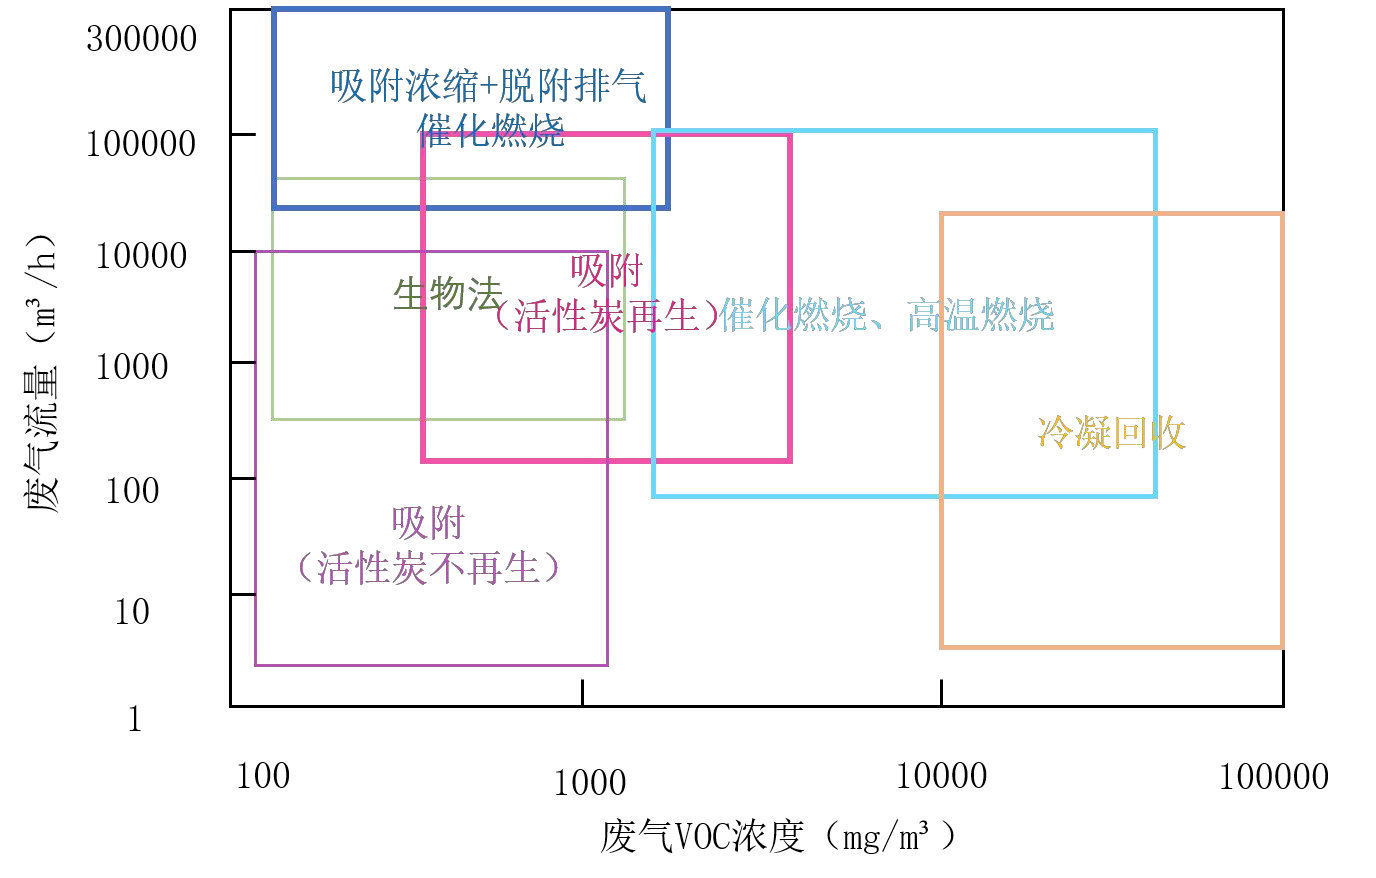 300000
吸附浓缩+脱附排气
催化燃烧
100000
10000
吸附
生物法
（活性炭再生）
催化燃烧、高温燃烧
1000
冷凝回收
100
吸附
（活性炭不再生）
10
1
废气流量（m³/h）
100
1000
10000
100000
废气VOC浓度（mg/m³）